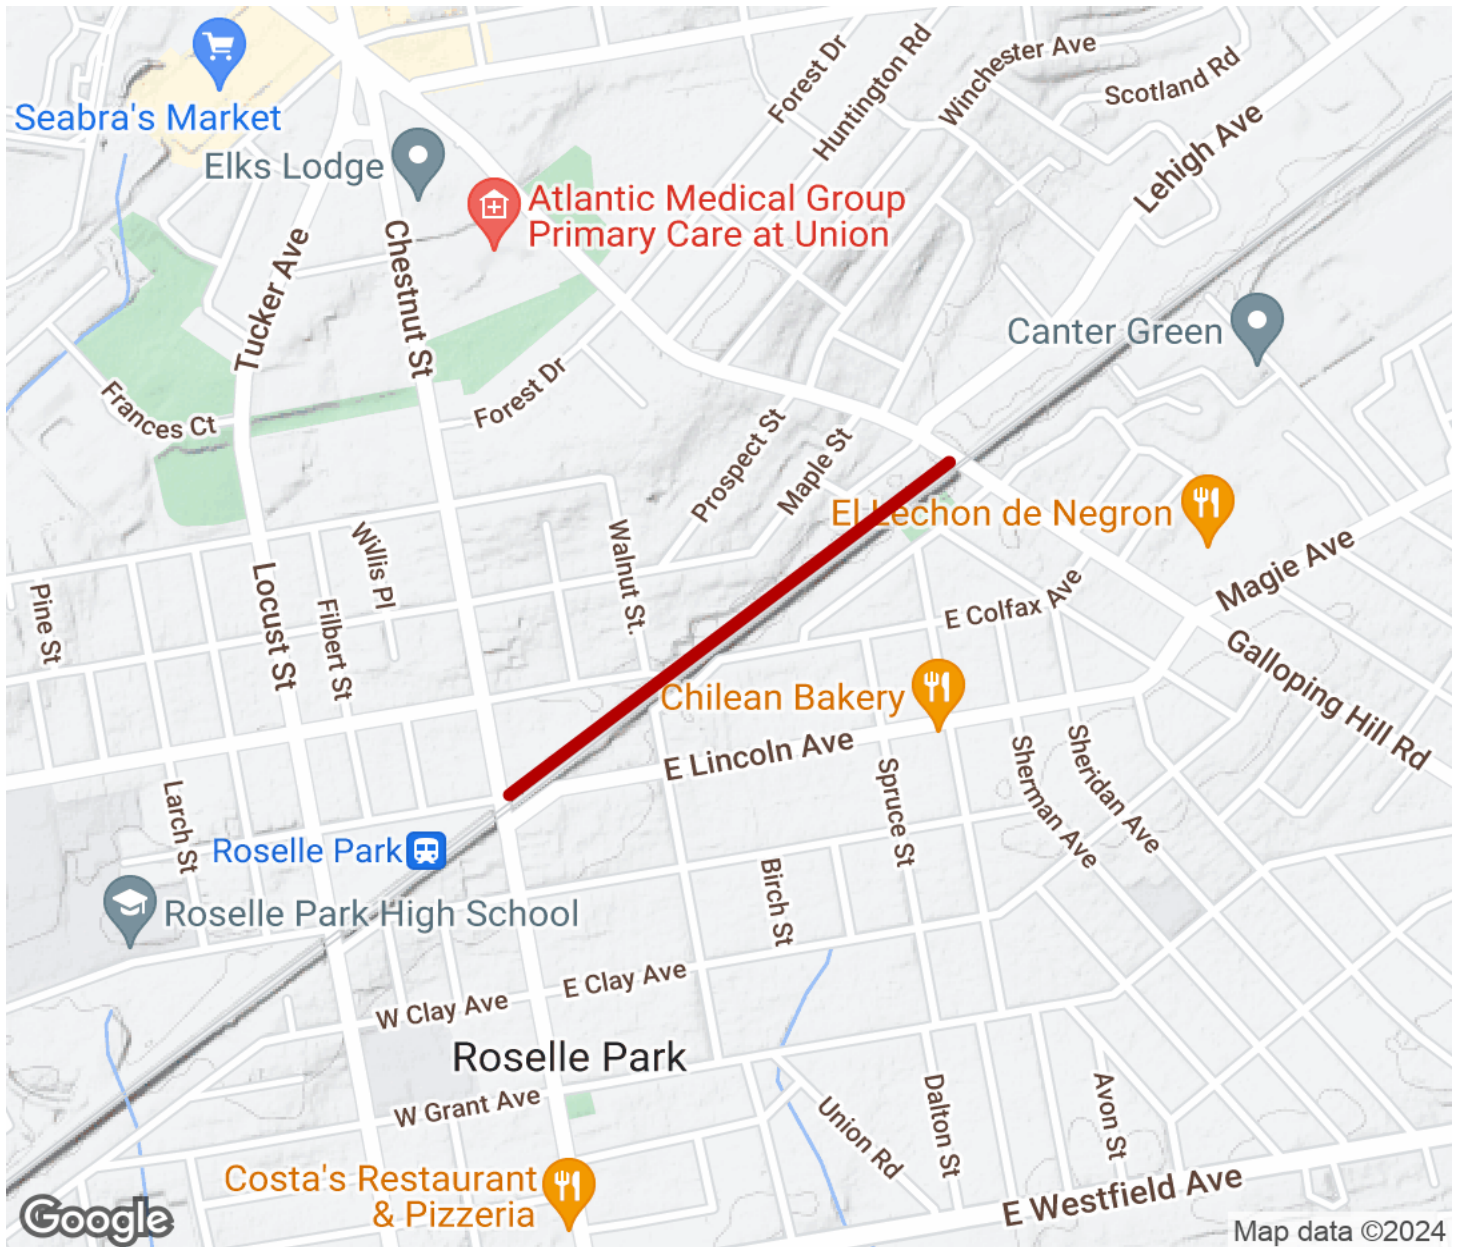 Seabra's Market
Elks Lodge
Atlantic Medical Group
Primary Care at Union
Forest Dr
Huntington Rd
Winchester Ave
Scotland Rd
Lehigh Ave
Canter Green
Tucker Ave
Chestnut St
Frances Ct
Forest Dr
Prospect St
Maple St
El Lechon de Negron
Magie Ave
Galloping Hill Rd
Pine St
Locust St
Willis Pl
Filbert St
Walnut St.
E Colfax Ave
Chilean Bakery
E Lincoln Ave
Spruce St
Sherman Ave
Sheridan Ave
Larch St
Roselle Park
Roselle Park High School
Birch St
E Clay Ave
W Clay Ave
Roselle Park
W Grant Ave
Union Rd
Dalton St
Avon St
Costa's Restaurant
& Pizzeria
E Westfield Ave
Google
Map data ©2024